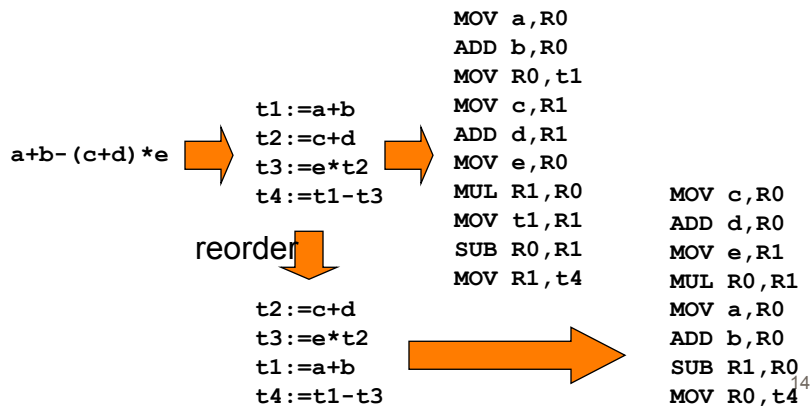 a+b-(c+d)*e
t1:=a+b
t2:=c+d
t3:=e*t2
t4:=t1-t3
MOV a,R0
ADD b,R0
MOV R0,t1
MOV c,R1
ADD d,R1
MOV e,R0
MUL R1,R0
MOV t1,R1
SUB R0,R1
MOV R1,t4
reorder
t2:=c+d
t3:=e*t2
t1:=a+b
t4:=t1-t3
MOV c,R0
ADD d,R0
MOV e,R1
MUL R0,R1
MOV a,R0
ADD b,R0
SUB R1,R0
MOV R0,t4
14